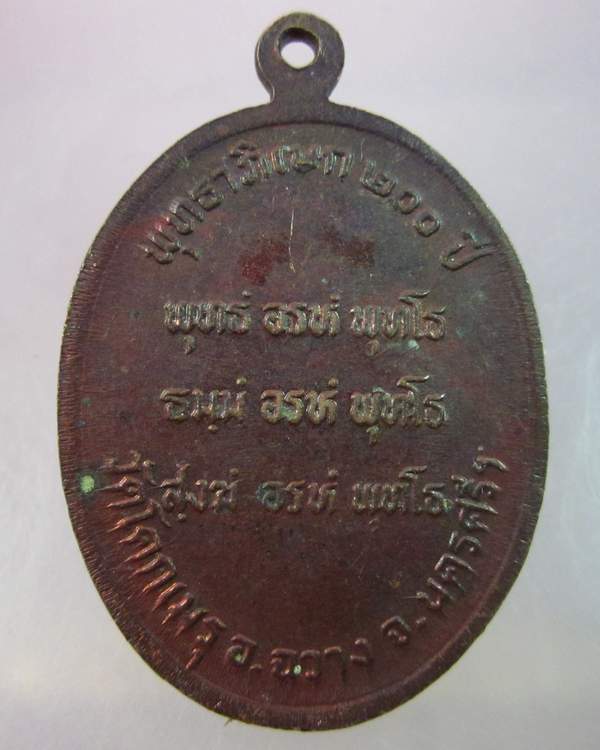 พุทธาภิเษก ๒๐๐ ปี
พุทธํ อรหํ พุทโธ
ธมฺมํ อรหํ พุทโธ
สํฆํ อรหํ พุทโธ
วัดโคกเมรุ อ.ฉวาง จ.นครศรีฯ